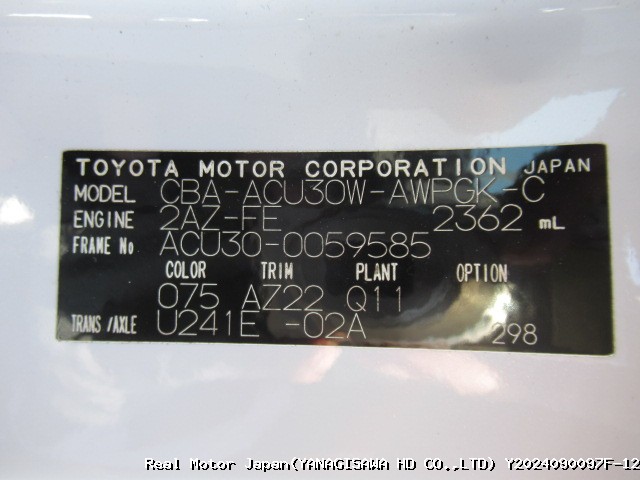 TOYOTA MOTOR CORPORATION JAPAN
MODEL CBA-ACU30W-AWPGK-C
ENGINE 2AZ-FE 2362 mL
FRAME No ACU30-0059585
COLOR TRIM PLANT OPTION
075 AZ22 Q11
TRANS/AXLE U241E -02A 298
Real Motor Japan(YANAGISAWA HD CO.,LTD) Y2024090097F-12